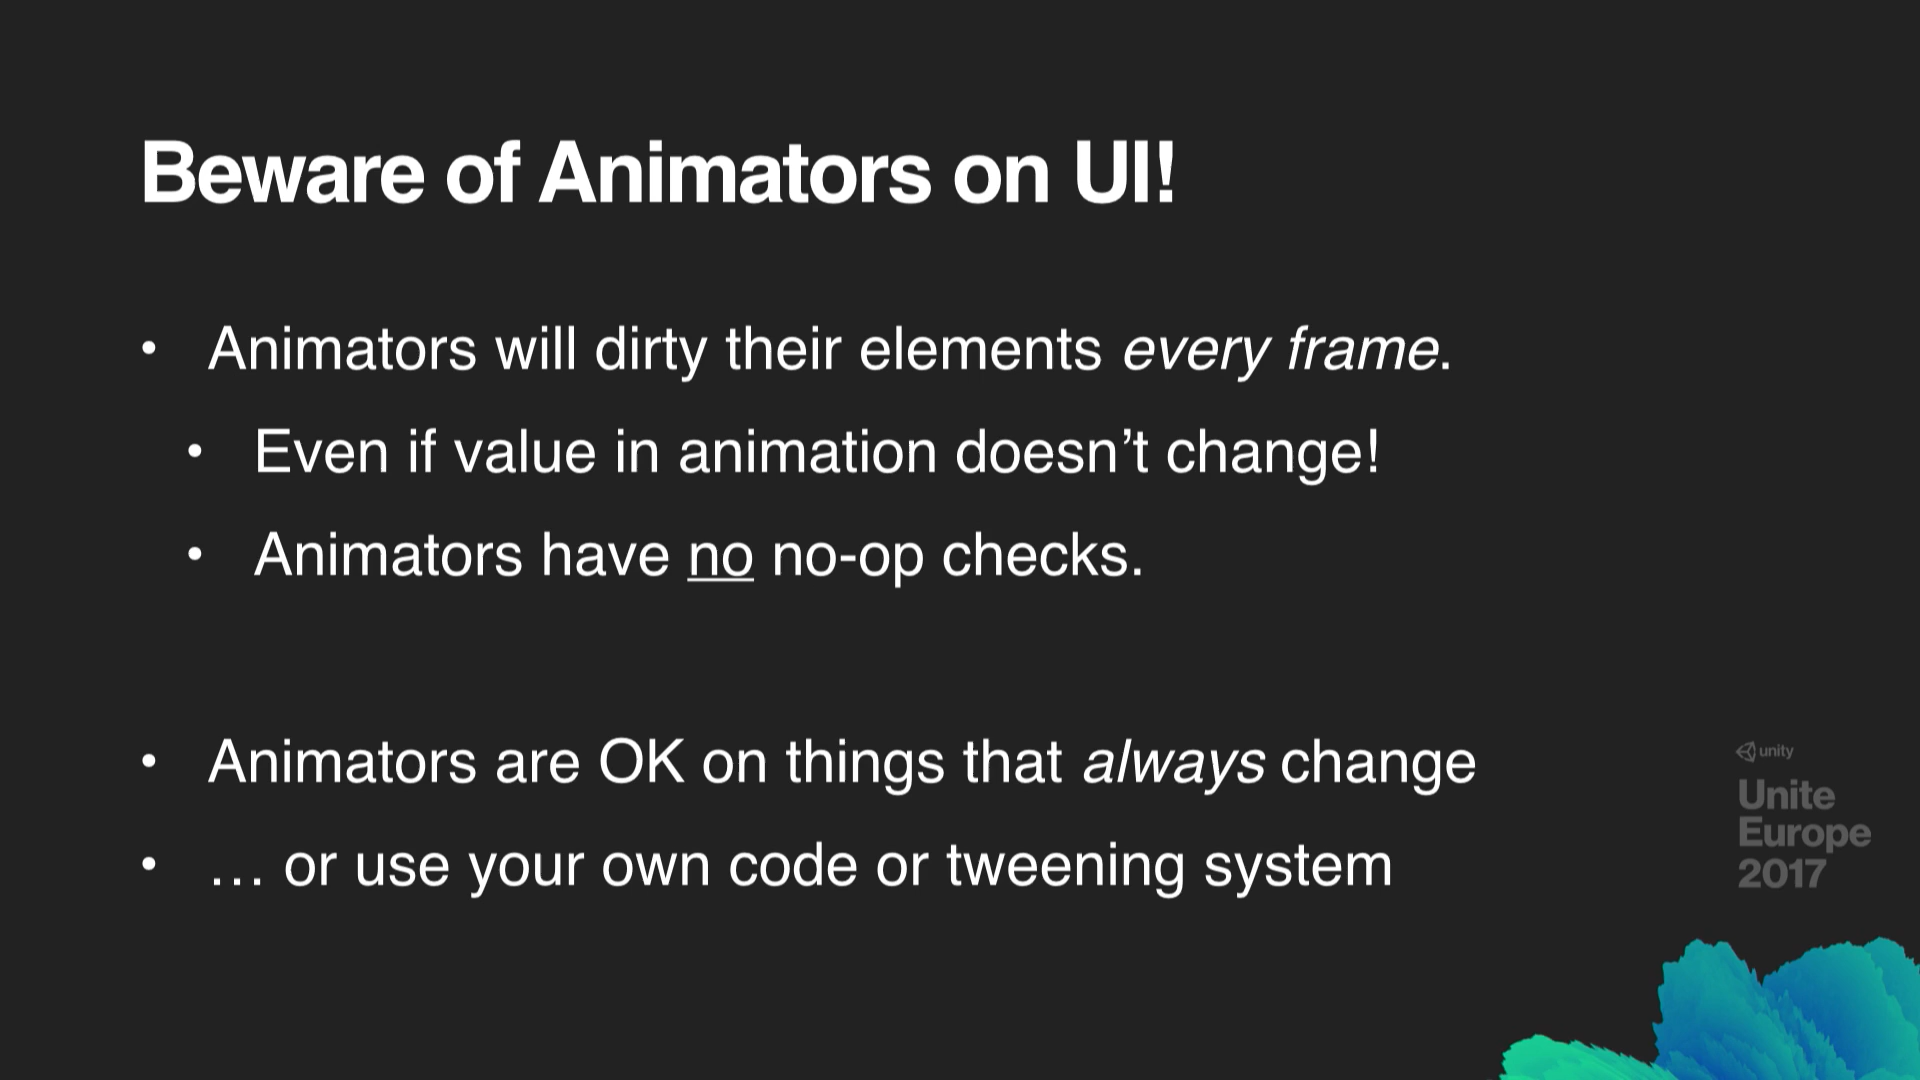 Beware of Animators on UI!
• Animators will dirty their elements every frame.
• Even if value in animation doesn’t change!
• Animators have no no-op checks.
• Animators are OK on things that always change
• … or use your own code or tweening system
unity
Unite
Europe
2017